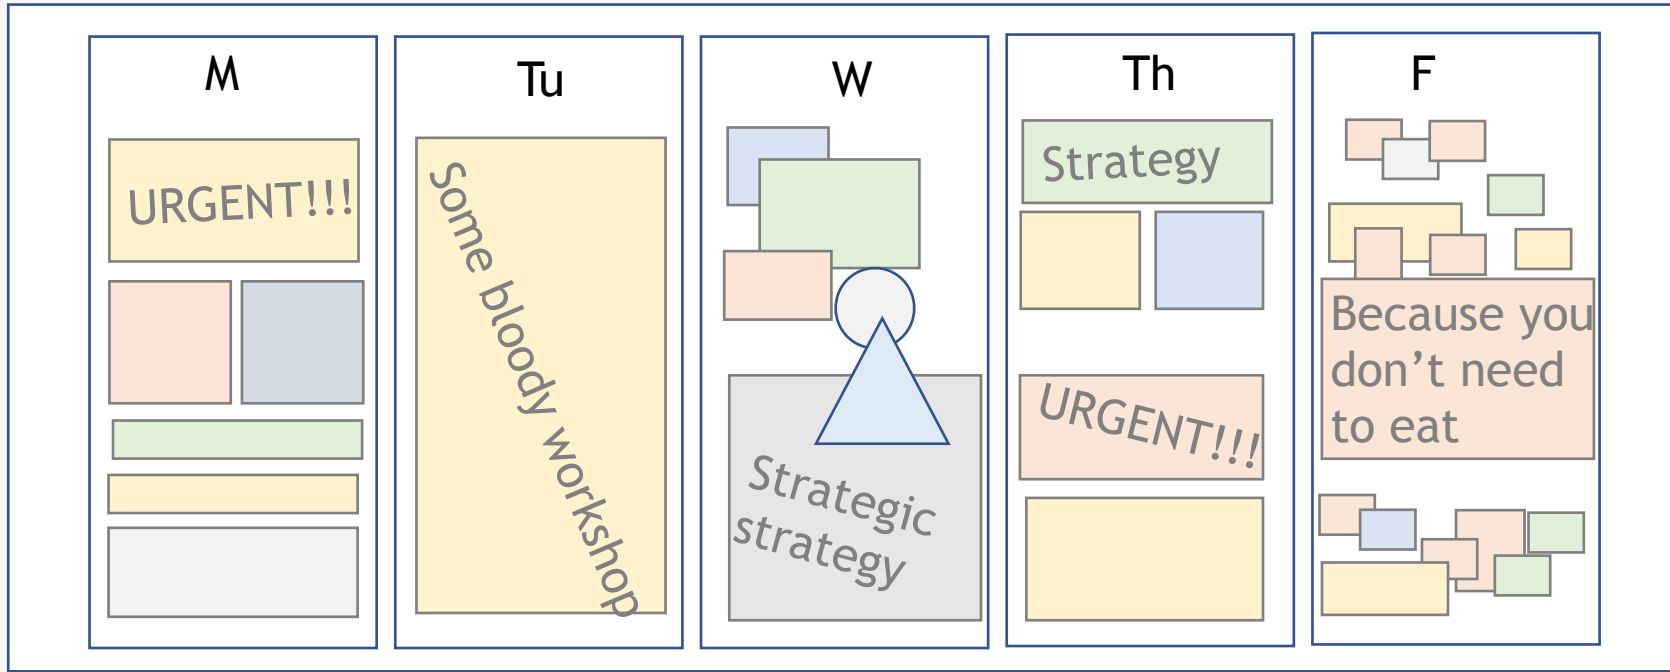 M
URGENT!!!
Tu
Some bloody workshop
W
Strategic
strategy
Th
Strategy
URGENT!!!
F
Because you
don’t need
to eat